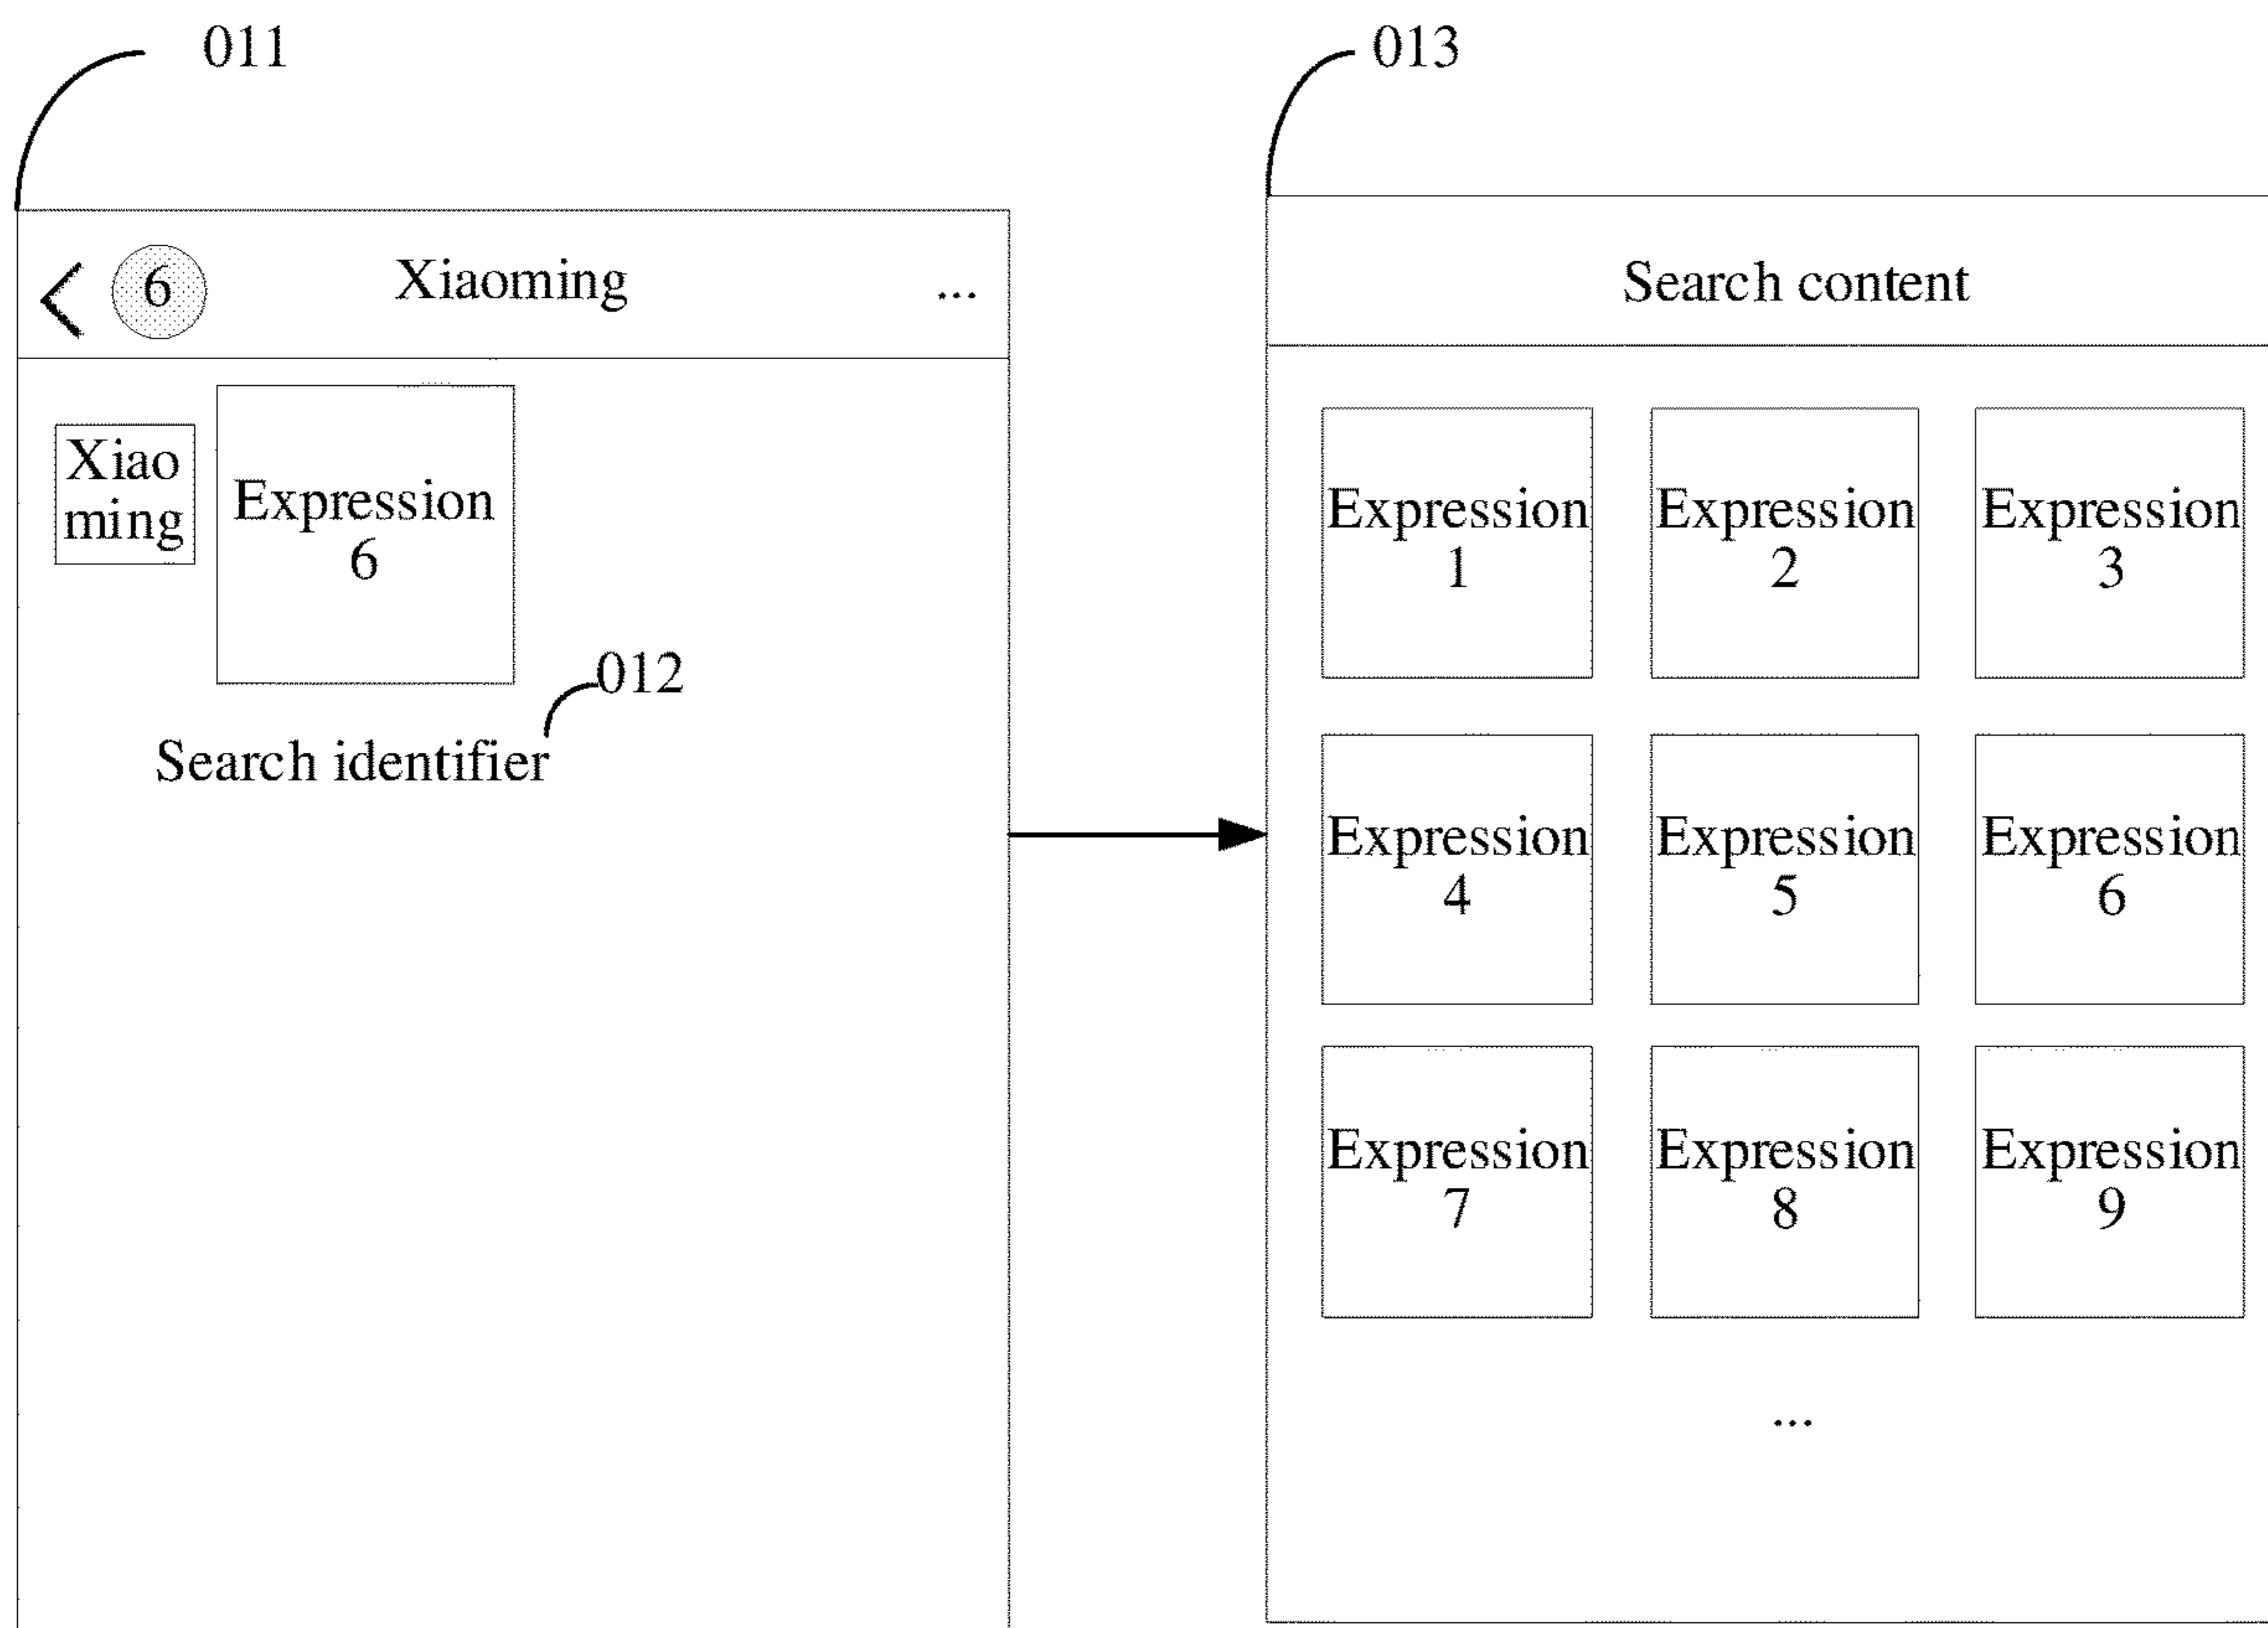 011
6
Xiaoming
...
Xiao
ming
Expression
6
012
Search identifier
013
Search content
Expression
1
Expression
2
Expression
3
Expression
4
Expression
5
Expression
6
Expression
7
Expression
8
Expression
9
...